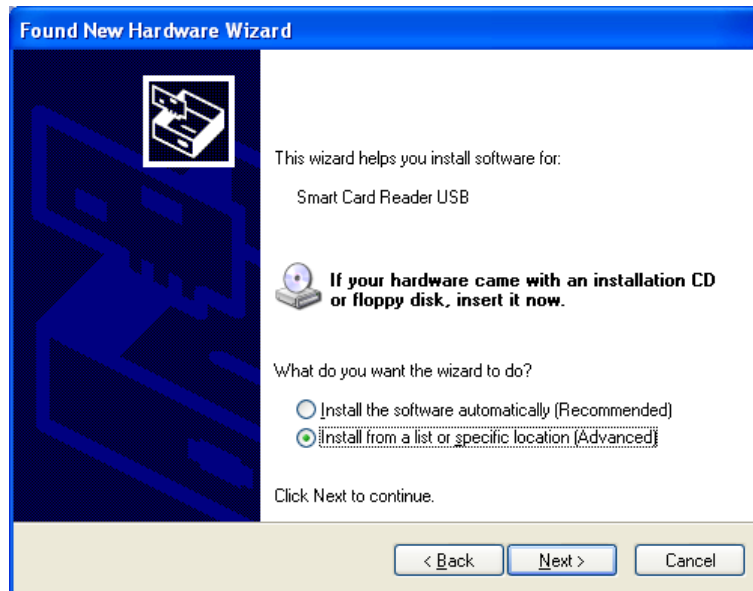 Found New Hardware Wizard
This wizard helps you install software for:
Smart Card Reader USB
If your hardware came with an installation CD
or floppy disk, insert it now.
What do you want the wizard to do?
Install the software automatically (Recommended)
Install from a list or specific location (Advanced)
Click Next to continue.
< Back
Next >
Cancel